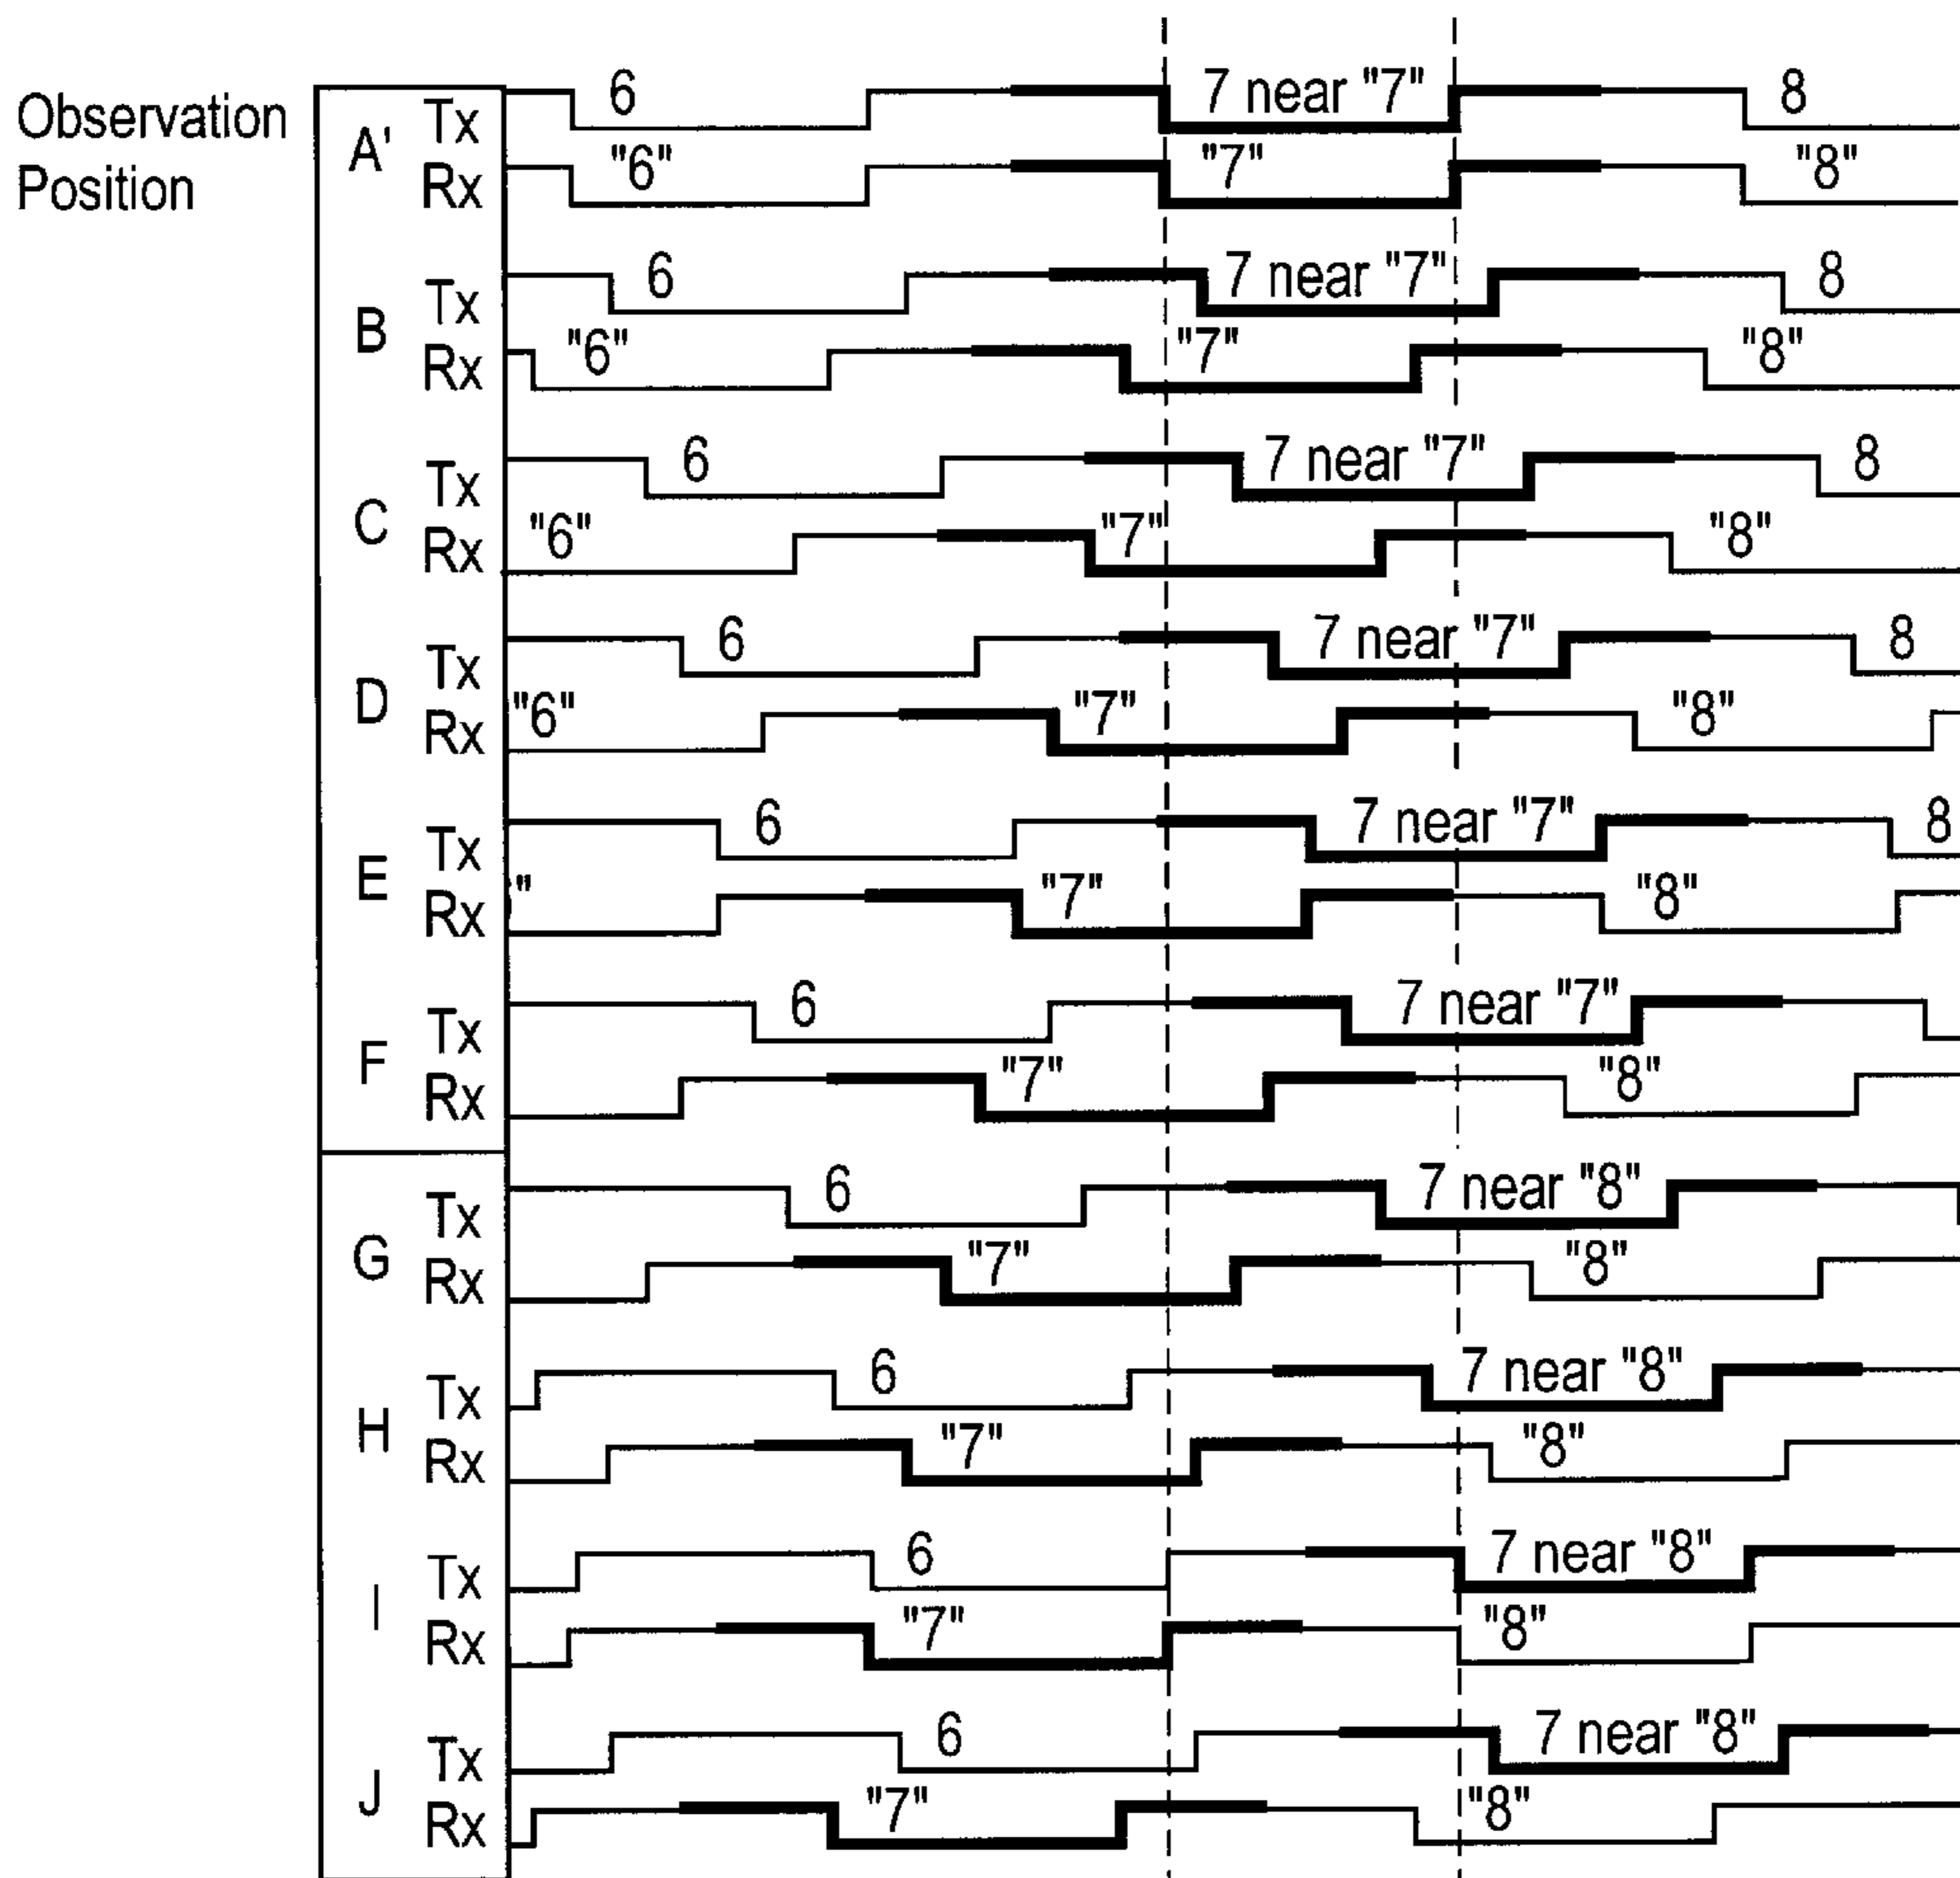 Observation
Position
A'
Tx 6 7 near "7" 8
Rx "6" "7" "8"
B
Tx 6 7 near "7" 8
Rx "6" "7" "8"
C
Tx 6 7 near "7" 8
Rx "6" "7" "8"
D
Tx 6 7 near "7" 8
Rx "6" "7" "8"
E
Tx 6 7 near "7" 8
Rx " "7" "8"
F
Tx 6 7 near "7"
Rx "7" "8"
G
Tx 6 7 near "8"
Rx "7" "8"
H
Tx 6 7 near "8"
Rx "7" "8"
I
Tx 6 7 near "8"
Rx "7" "8"
J
Tx 6 7 near "8"
Rx "7" "8"